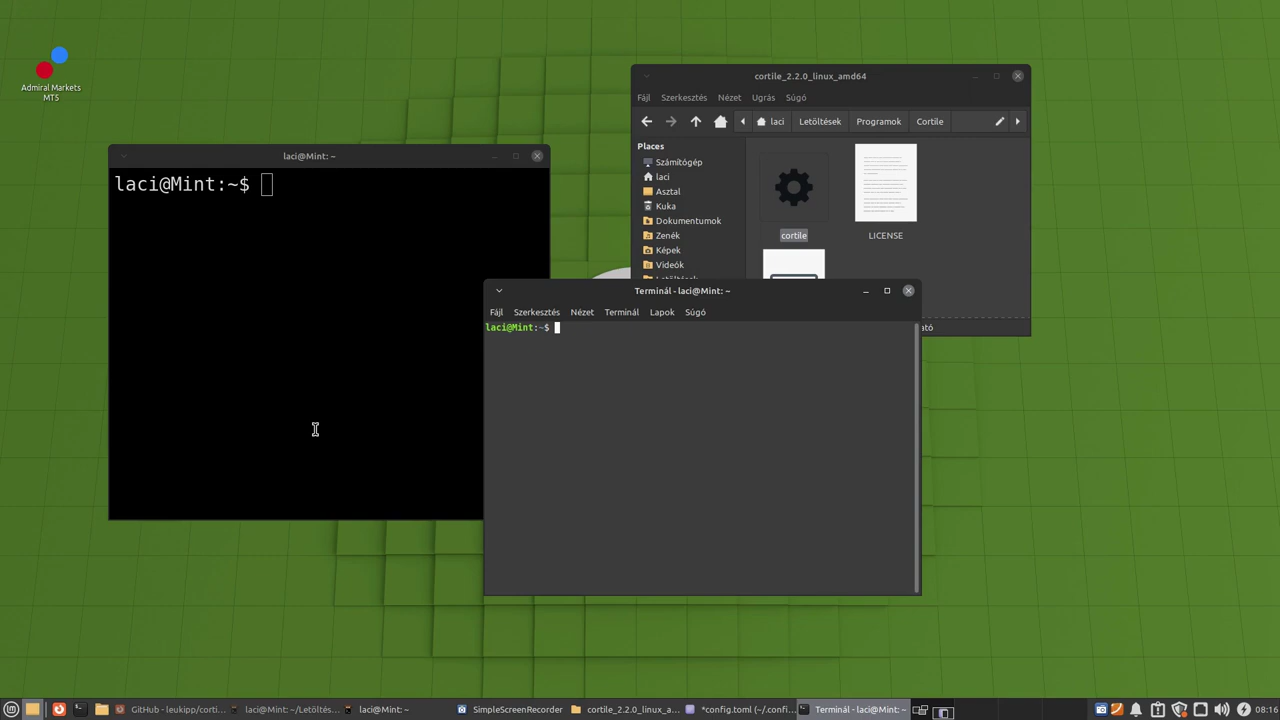 Admiral Markets
MT5
laci@Mint: ~
laci@Mint:~$
cortile_2.2.0_linux_amd64
Fájl Szerkesztés Nézet Ugrás Súgó
laci Letöltések Programok Cortile
Places
Számítógép
laci
Asztal
Kuka
Dokumentumok
Zenék
Képek
Videók
cortile
LICENSE
Terminál - laci@Mint: ~
Fájl Szerkesztés Nézet Terminál Lapok Súgó
laci@Mint:~$
GitHub - leukipp/corti... laci@Mint: ~/Letöltés... laci@Mint: ~ SimpleScreenRecorder cortile_2.2.0_linux_a... *config.toml (~/.confi... Terminál - laci@Mint: ~ 08:16